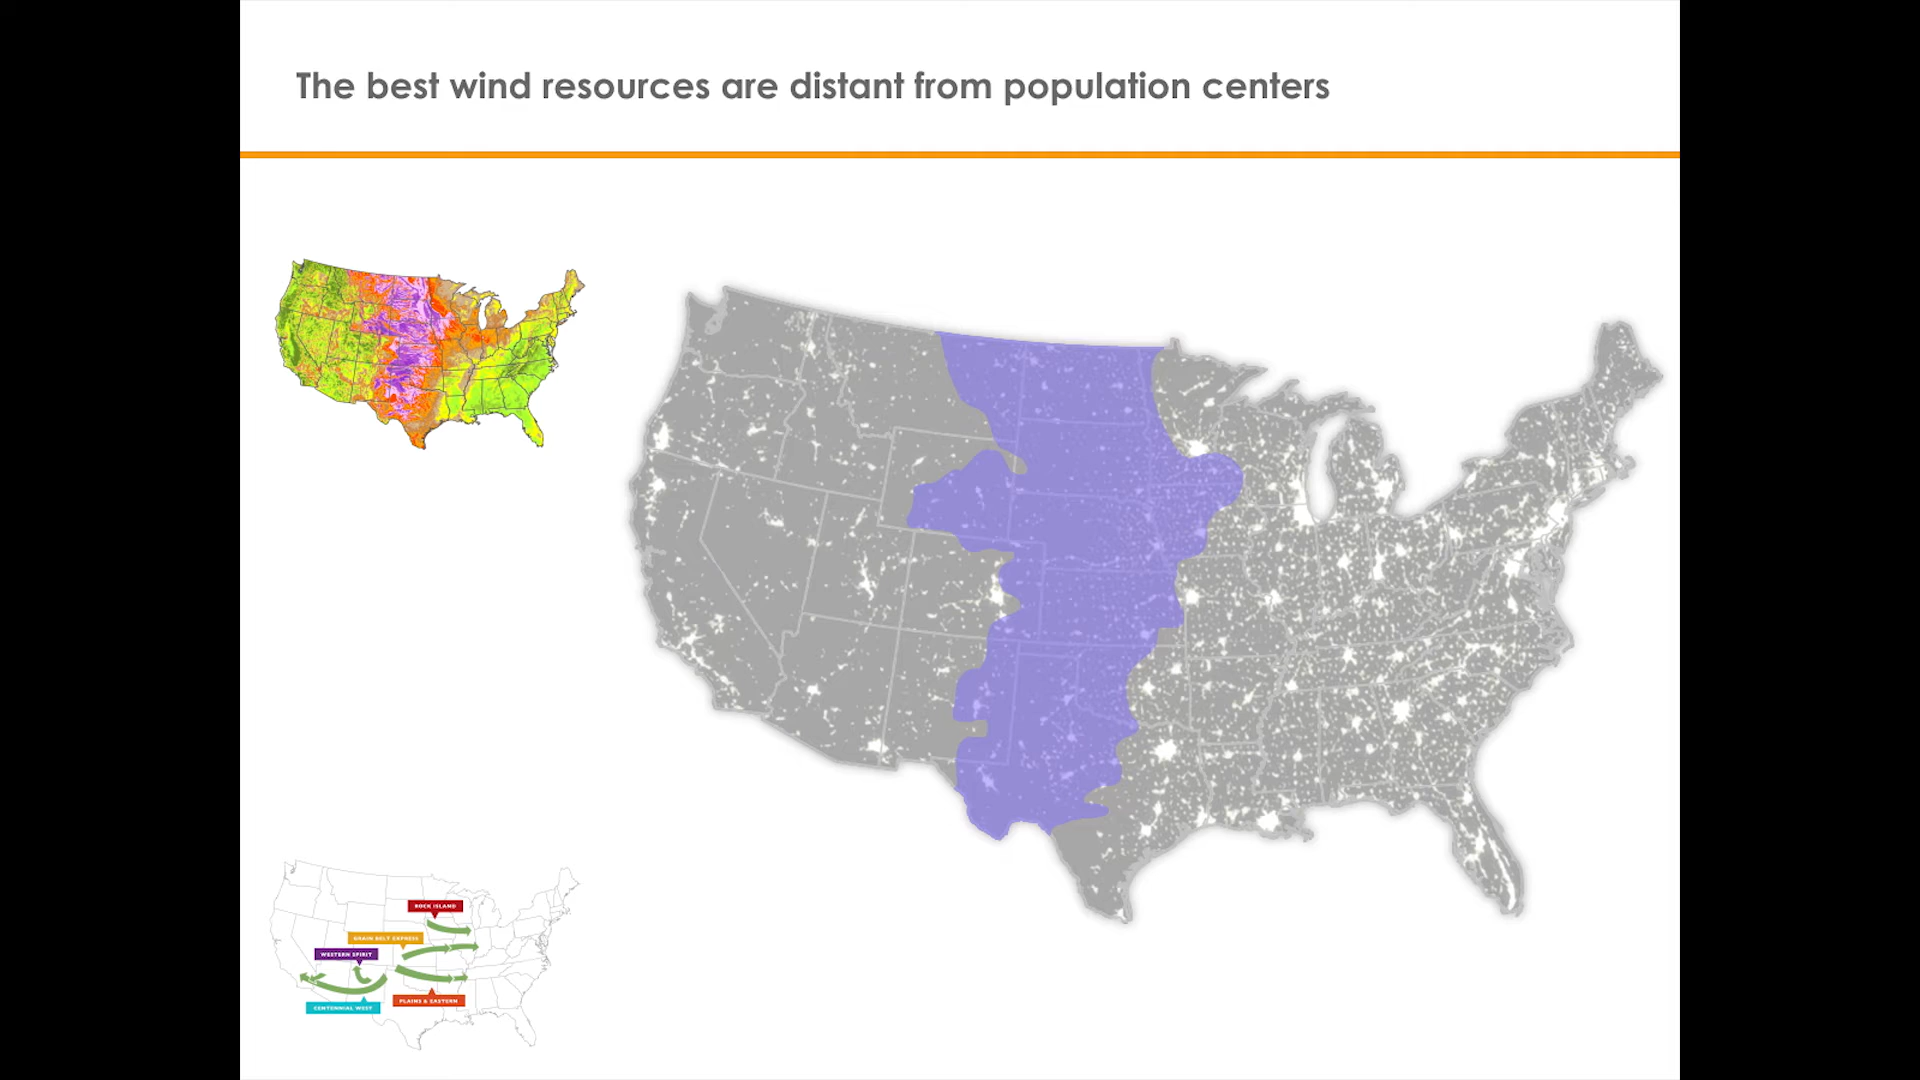 The best wind resources are distant from population centers
ROCK ISLAND
GRAIN BELT EXPRESS
WESTERN SPIRIT
PLAINS & EASTERN
CENTENNIAL WEST